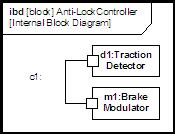 ibd [block] Anti-LockController
[Internal Block Diagram]
d1:Traction
Detector
c1:
m1:Brake
Modulator